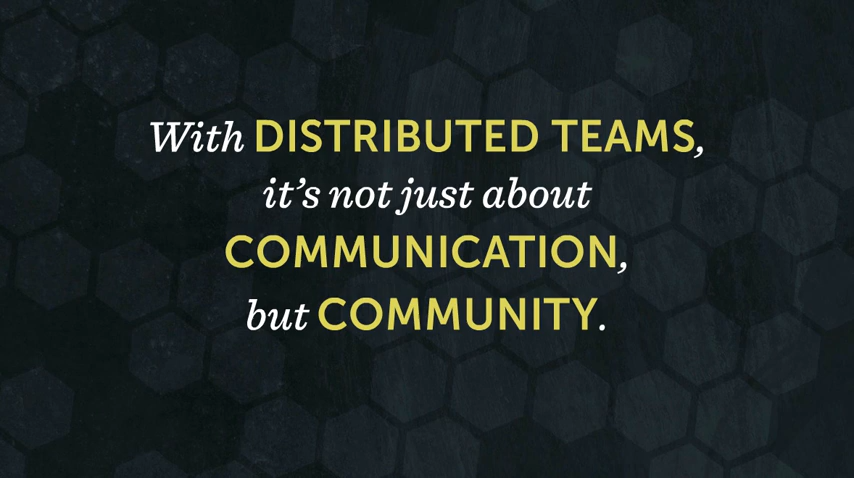 With DISTRIBUTED TEAMS,
it’s not just about
COMMUNICATION,
but COMMUNITY.